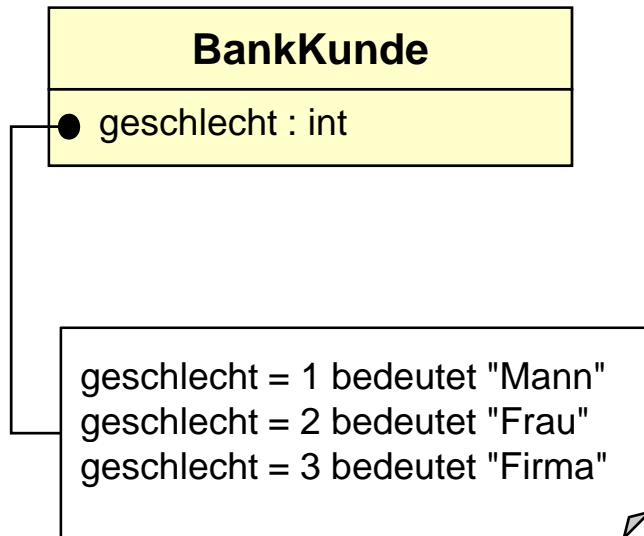 BankKunde
geschlecht : int
geschlecht = 1 bedeutet "Mann"
geschlecht = 2 bedeutet "Frau"
geschlecht = 3 bedeutet "Firma"